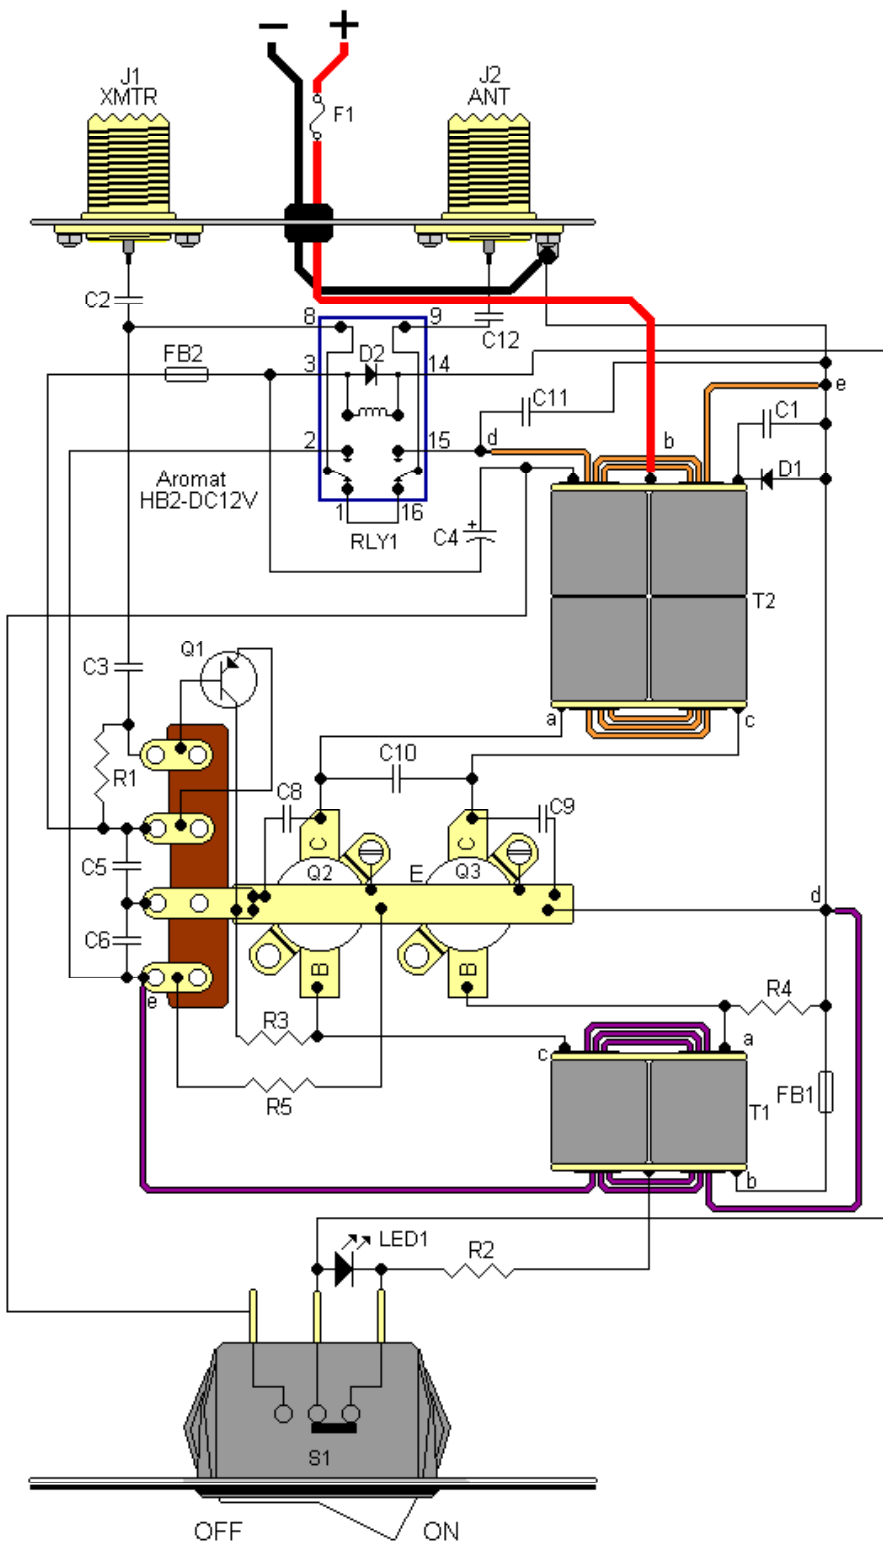 − +
J1
XMTR
J2
ANT
F1
C2
8
9
C12
FB2
3
D2
14
C11
e
C1
2
15
d
b
D1
Aromat
HB2-DC12V
1
16
C4
+
RLY1
T2
Q1
C3
a
c
C10
R1
C8
C9
C
C
C5
Q2
E
Q3
d
C6
B
B
e
R4
R3
a
c
R5
FB1
T1
b
LED1
R2
S1
OFF
ON